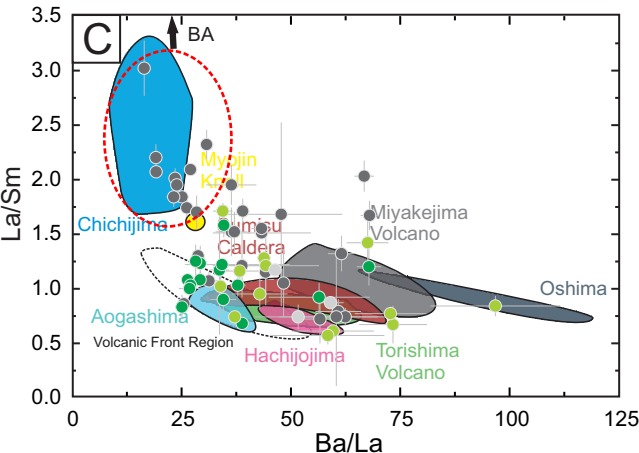 C
BA
3.5
3.0
2.5
2.0
1.5
1.0
0.5
0.0
La/Sm
Myojin
Knoll
Chichijima
Sumisu
Caldera
Miyakejima
Volcano
Oshima
Aogashima
Volcanic Front Region
Hachijojima
Torishima
Volcano
0
25
50
75
100
125
Ba/La